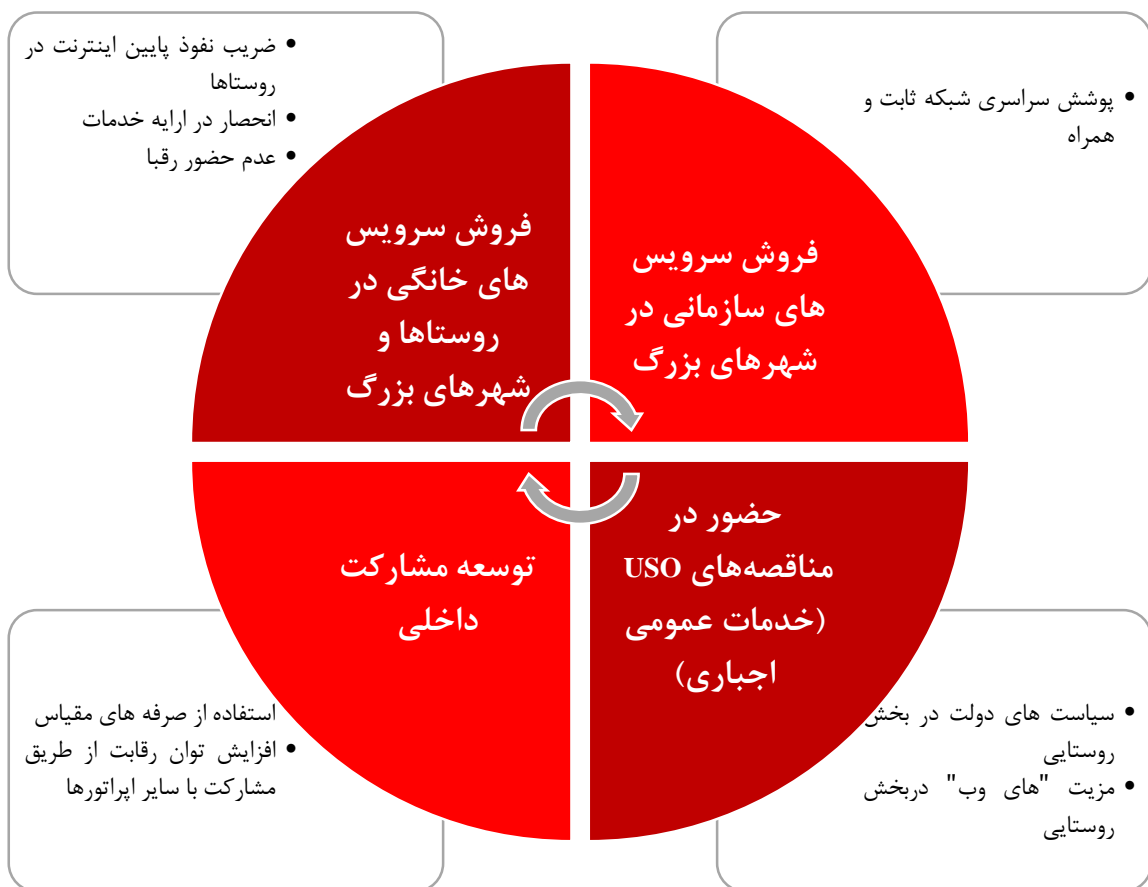 پوشش سراسری شبکه ثابت و
همراه
ضریب نفوذ پایین اینترنت در
روستاها
انحصار در ارایه خدمات
عدم حضور رقبا
فروش سرویس
های سازمانی در
شهرهای بزرگ
فروش سرویس
های خانگی در
روستاها و
شهرهای بزرگ
حضور در
مناقصه‌های USO
(خدمات عمومی
اجباری)
توسعه مشارکت
داخلی
سیاست های دولت در بخش
روستایی
مزیت "های وب" دربخش
روستایی
استفاده از صرفه های مقیاس
افزایش توان رقابت از طریق
مشارکت با سایر اپراتورها